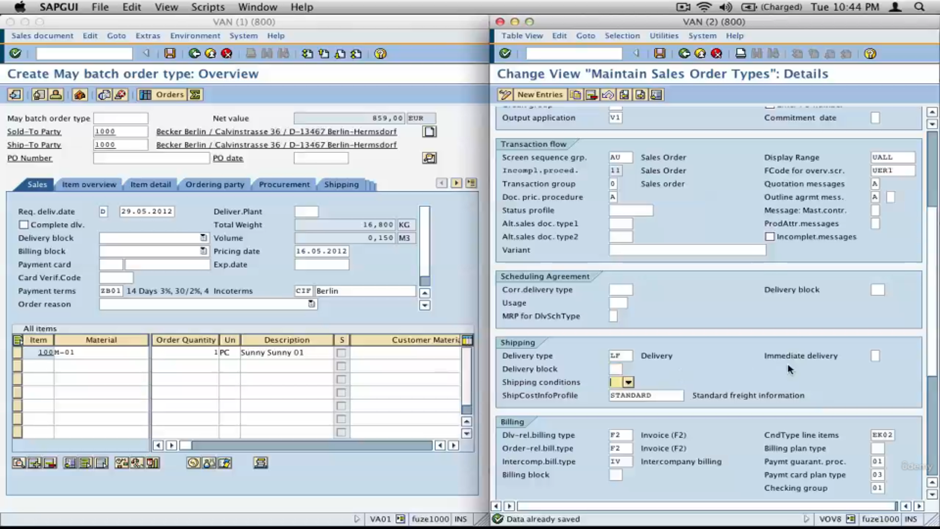 SAPGUI File Edit View Scripts Window Help (Charged) Tue 10:44 PM
VAN (1) (800)
Sales document Edit Goto Extras Environment System Help
Create May batch order type: Overview
Orders
May batch order type Net value 859,00 EUR
Sold-To Party 1000 Becker Berlin / Calvinstrasse 36 / D-13467 Berlin-Hermsdorf
Ship-To Party 1000 Becker Berlin / Calvinstrasse 36 / D-13467 Berlin-Hermsdorf
PO Number PO date
Sales Item overview Item detail Ordering party Procurement Shipping
Req. deliv.date D 29.05.2012 Deliver.Plant
Complete dlv. Total Weight 16,800 KG
Delivery block Volume 0,150 M3
Billing block Pricing date 16.05.2012
Payment card Exp.date
Card Verif.Code
Payment terms ZB01 14 Days 3%, 30/2%, 4 Incoterms CIF Berlin
Order reason
All items
Item Material Order Quantity Un Description S Customer Materi
100 M-01 1 PC Sunny Sunny 01
VA01 fuze1000 INS
VAN (2) (800)
Table View Edit Goto Selection Utilities System Help
Change View "Maintain Sales Order Types": Details
New Entries
Output application V1 Commitment date
Transaction flow
Screen sequence grp. AU Sales Order Display Range UALL
Incompl.proced. 11 Sales Order FCode for overv.scr. UER1
Transaction group 0 Sales order Quotation messages A
Doc. pric. procedure A Outline agrmt mess. A
Status profile Message: Mast.contr.
Alt.sales doc. type1 ProdAttr.messages
Alt.sales doc. type2 Incomplet.messages
Variant
Scheduling Agreement
Corr.delivery type Delivery block
Usage
MRP for DlvSchType
Shipping
Delivery type LF Delivery Immediate delivery
Delivery block
Shipping conditions
ShipCostInfoProfile STANDARD Standard freight information
Billing
Dlv-rel.billing type F2 Invoice (F2) CndType line items EK02
Order-rel.bill.type F2 Invoice (F2) Billing plan type
Intercomp.bill.type IV Intercompany billing Paymt guarant. proc. 01
Billing block Paymt card plan type 03
Checking group 01
Data already saved VOV8 fuze1000 INS